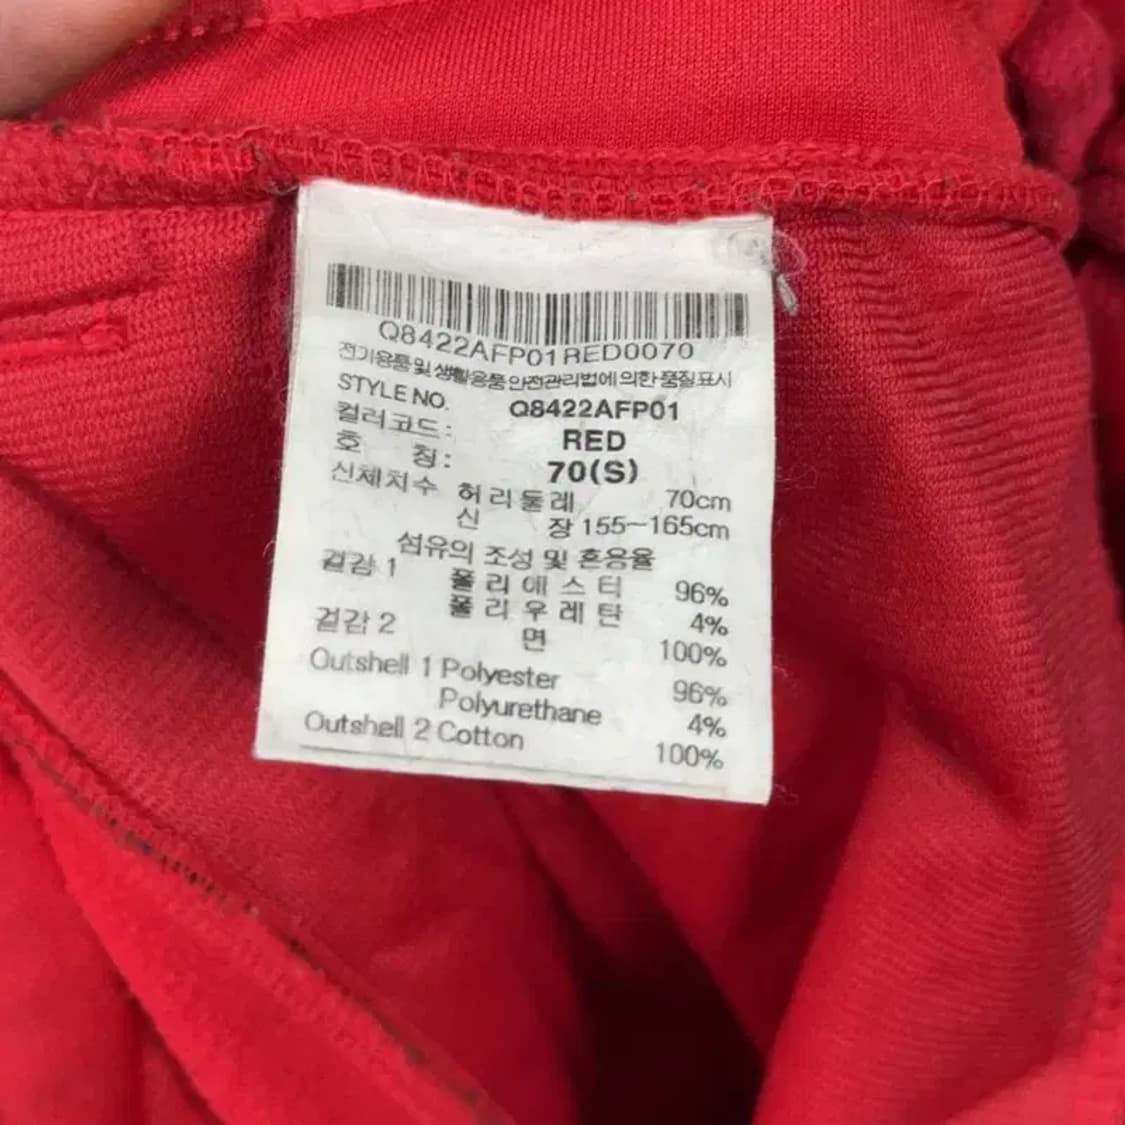 Q8422AFP01RED0070
전기용품및생활용품안전관리법에의한품질표시
STYLE NO. Q8422AFP01
컬러코드: RED
호 칭: 70(S)
신체치수 허리둘레 70cm
신 장 155~165cm
섬유의 조성 및 혼용율
겉감 1 폴리에스터 96%
폴리우레탄 4%
겉감 2 면 100%
Outshell 1 Polyester 96%
Polyurethane 4%
Outshell 2 Cotton 100%